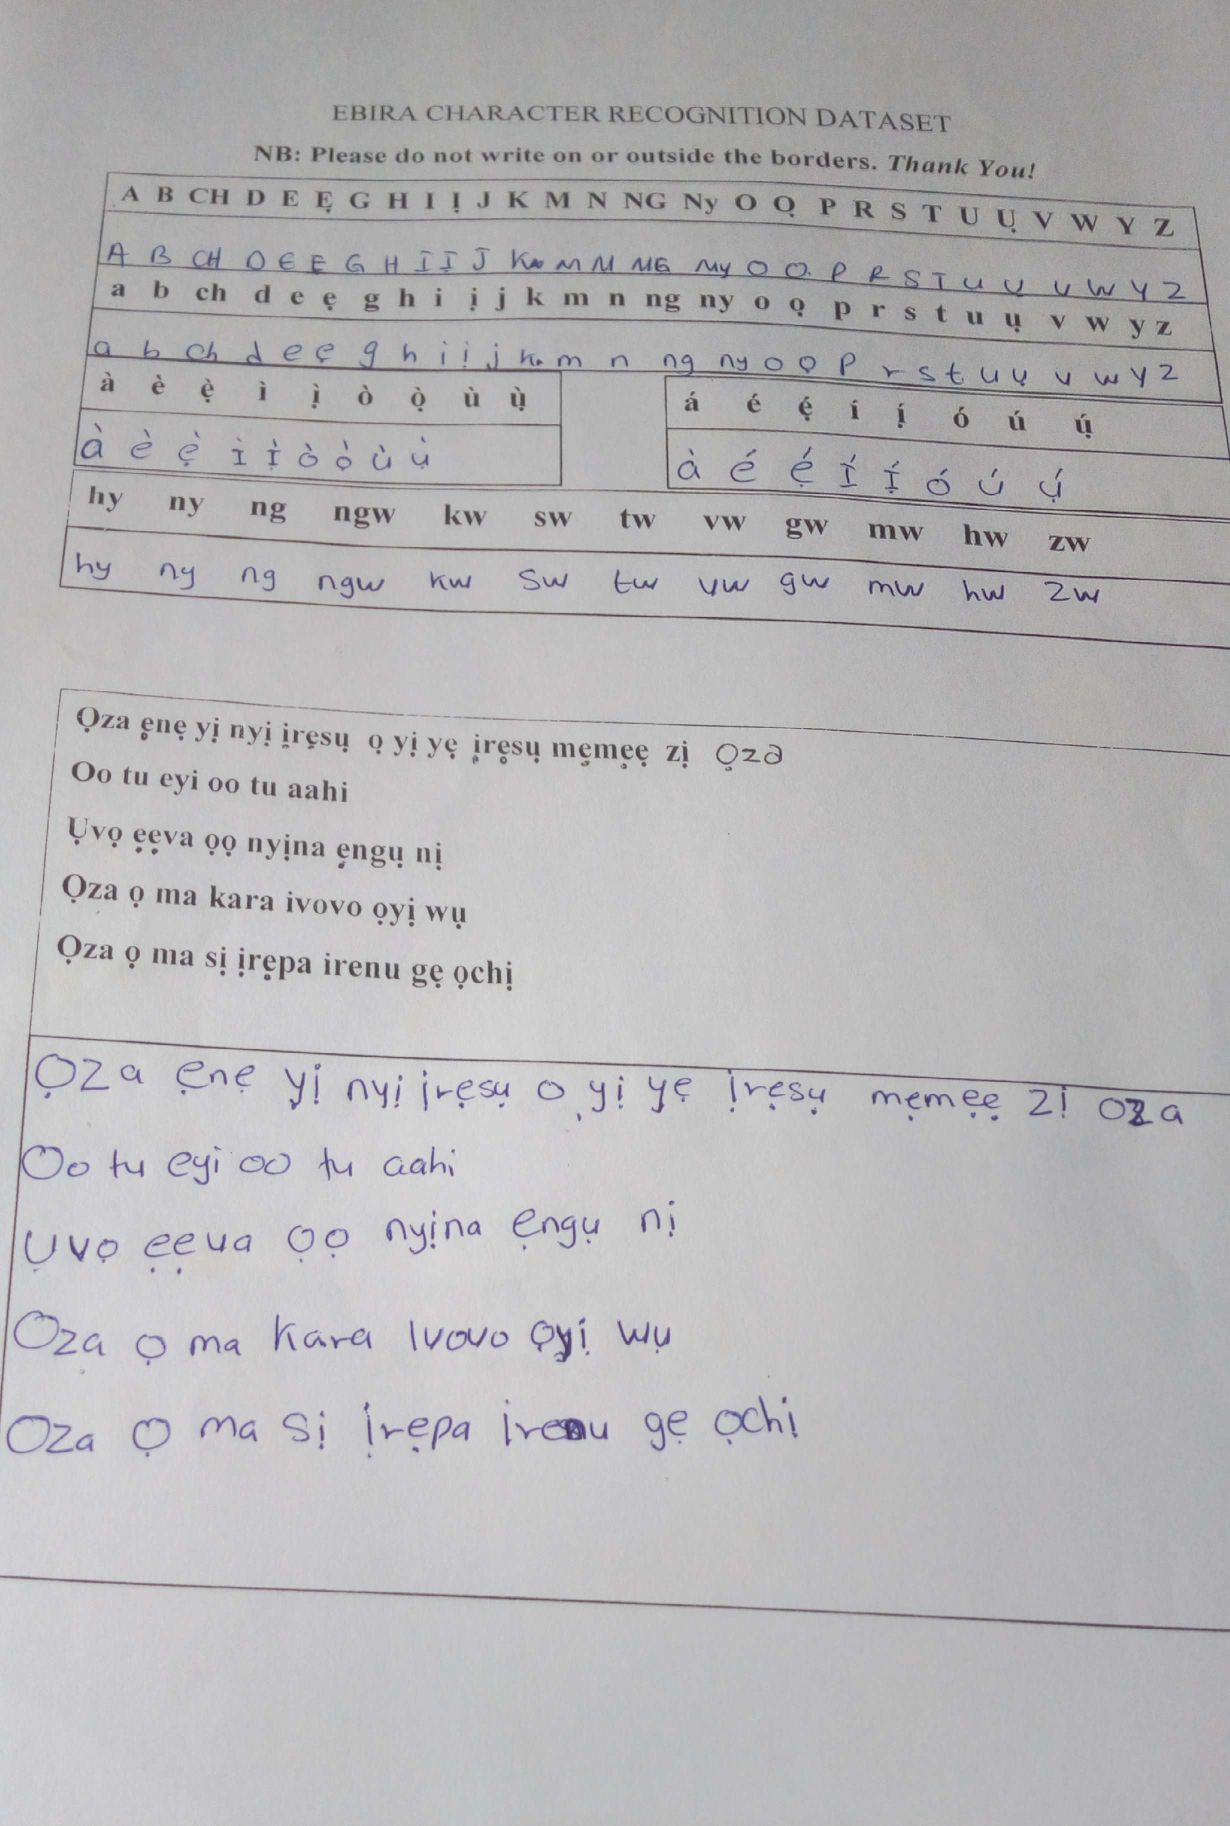 EBIRA CHARACTER RECOGNITION DATASET
NB: Please do not write on or outside the borders. Thank You!
A B CH D E Ẹ G H I Ị J K M N NG Ny O Ọ P R S T U Ụ V W Y Z
A B CH D E E G H I I J K M N NG Ny O O P R S T U U V W Y Z
a b ch d e ẹ g h i ị j k m n ng ny o ọ p r s t u ụ v w y z
a b ch d e ẹ g h i ị j k m n ng ny o ọ p r s t u ụ v w y z
à è ẹ̀ ì ị̀ ò ọ̀ ù ụ̀
á é ẹ́ í ị́ ó ú ụ́
à è ẹ̀ ì ị̀ ò ọ̀ ù ụ̀
à é ẹ́ Í Ị́ ó ú ụ́
hy ny ng ngw kw sw tw vw gw mw hw zw
hy ny ng ngw kw sw tw vw gw mw hw zw
Ọza ẹnẹ yị nyị ịrẹsụ ọ yị yẹ ịrẹsụ mẹmẹẹ zị Ọza
Oo tu eyi oo tu aahi
Ụvọ ẹẹva ọọ nyịna ẹngụ nị
Ọza ọ ma kara ivovo ọyị wụ
Ọza ọ ma sị ịrẹpa irenu gẹ ọchị
Ọza ẹnẹ yị nyị ịrẹsụ ọ yị yẹ ịrẹsụ mẹmẹẹ zị oza
Oo tu eyi oo tu aahi
Ụvọ ẹẹva ọọ nyịna ẹngụ nị
Oza ọ ma kara ivovo ọyị wụ
Oza ọ ma sị ịrẹpa irenu gẹ ọchị